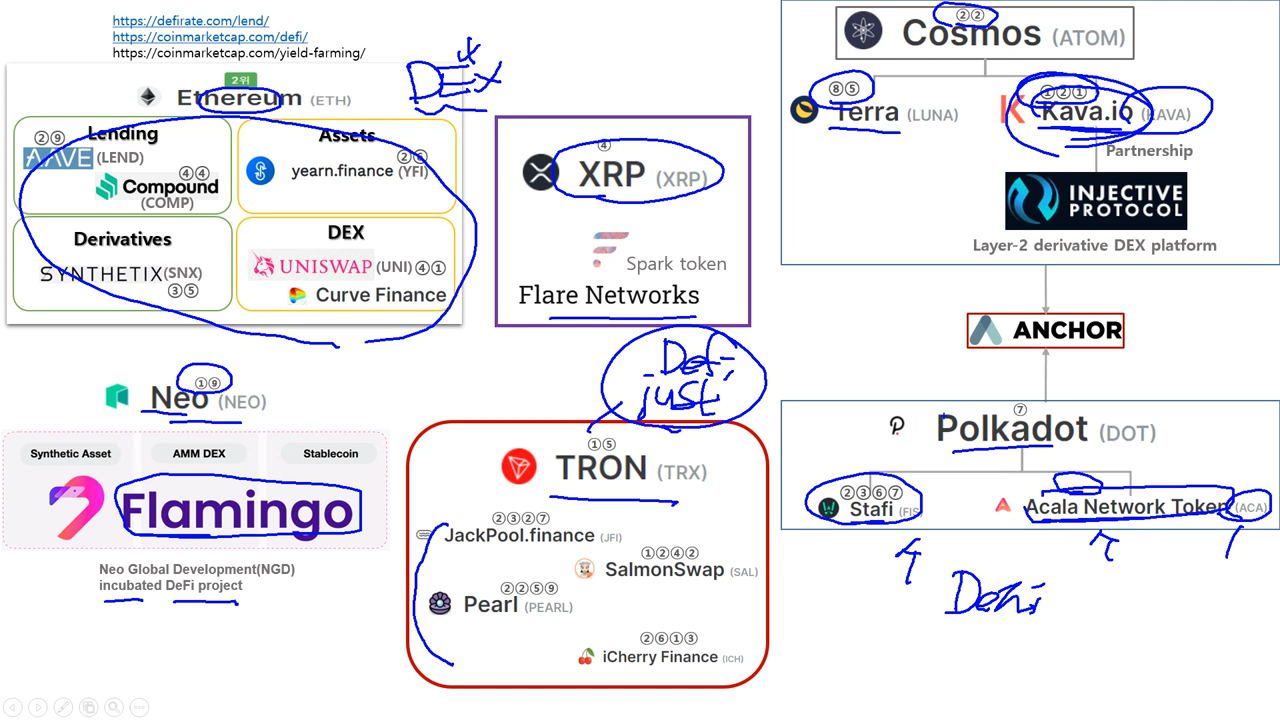 https://defirate.com/lend/
https://coinmarketcap.com/defi/
https://coinmarketcap.com/yield-farming/
DEX
2위
Ethereum (ETH)
Lending
②⑨
AAVE (LEND)
④④
Compound
(COMP)
Assets
②⑥
yearn.finance (YFI)
Derivatives
SYNTHETIX (SNX)
③⑤
DEX
UNISWAP (UNI) ④①
Curve Finance
④
XRP (XRP)
Spark token
Flare Networks
②②
Cosmos (ATOM)
⑧⑤
Terra (LUNA)
①②①
Kava.io (KAVA)
Partnership
INJECTIVE
PROTOCOL
Layer-2 derivative DEX platform
ANCHOR
⑦
Polkadot (DOT)
②③⑥⑦
Stafi (FIS
Acala Network Token (ACA)
Defi
①⑨
Neo (NEO)
Synthetic Asset
AMM DEX
Stablecoin
Flamingo
Neo Global Development(NGD)
incubated DeFi project
Defi
just
①⑤
TRON (TRX)
②③②⑦
JackPool.finance (JFI)
①②④②
SalmonSwap (SAL)
②②⑤⑨
Pearl (PEARL)
②⑥①③
iCherry Finance (ICH)